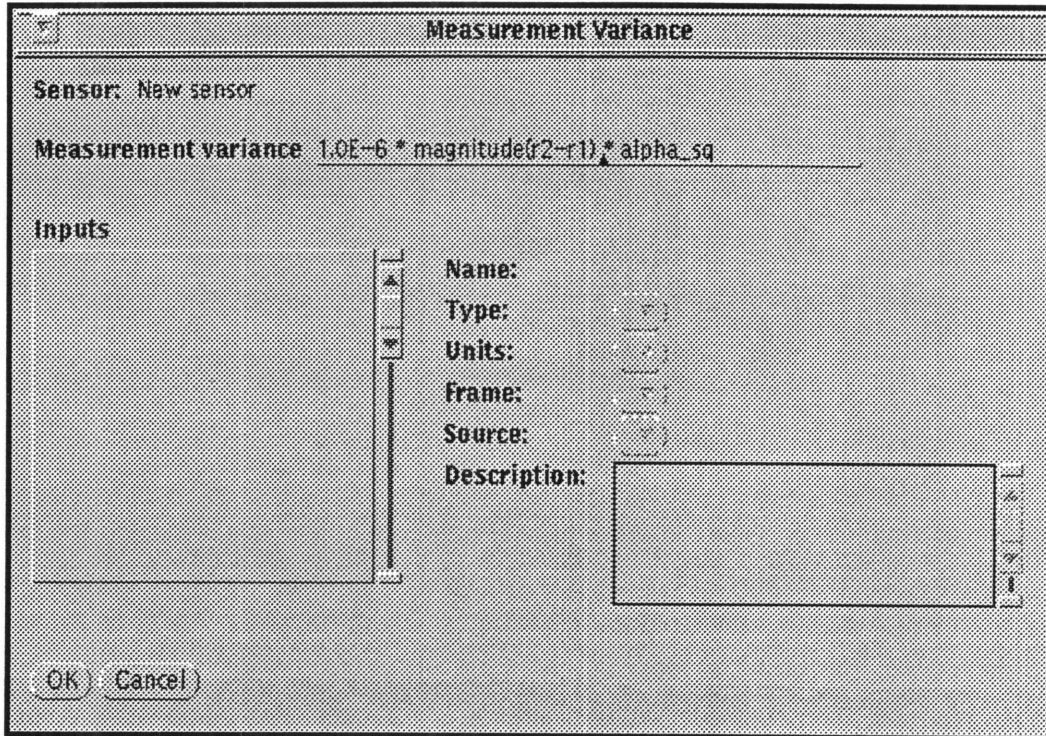 Measurement Variance
Sensor: New sensor
Measurement variance 1.0E-6 * magnitude(r2-r1) * alpha_sq
Inputs
Name:
Type:
Units:
Frame:
Source:
Description:
OK Cancel